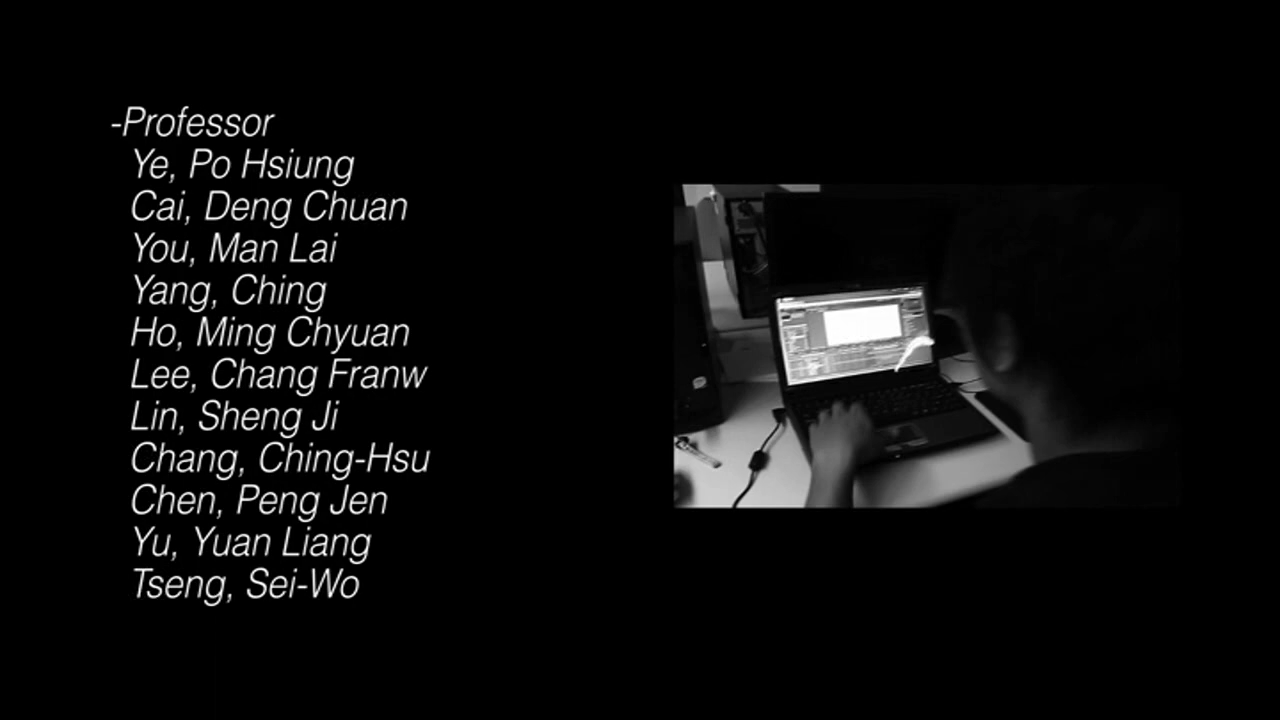 -Professor
Ye, Po Hsiung
Cai, Deng Chuan
You, Man Lai
Yang, Ching
Ho, Ming Chyuan
Lee, Chang Franw
Lin, Sheng Ji
Chang, Ching-Hsu
Chen, Peng Jen
Yu, Yuan Liang
Tseng, Sei-Wo